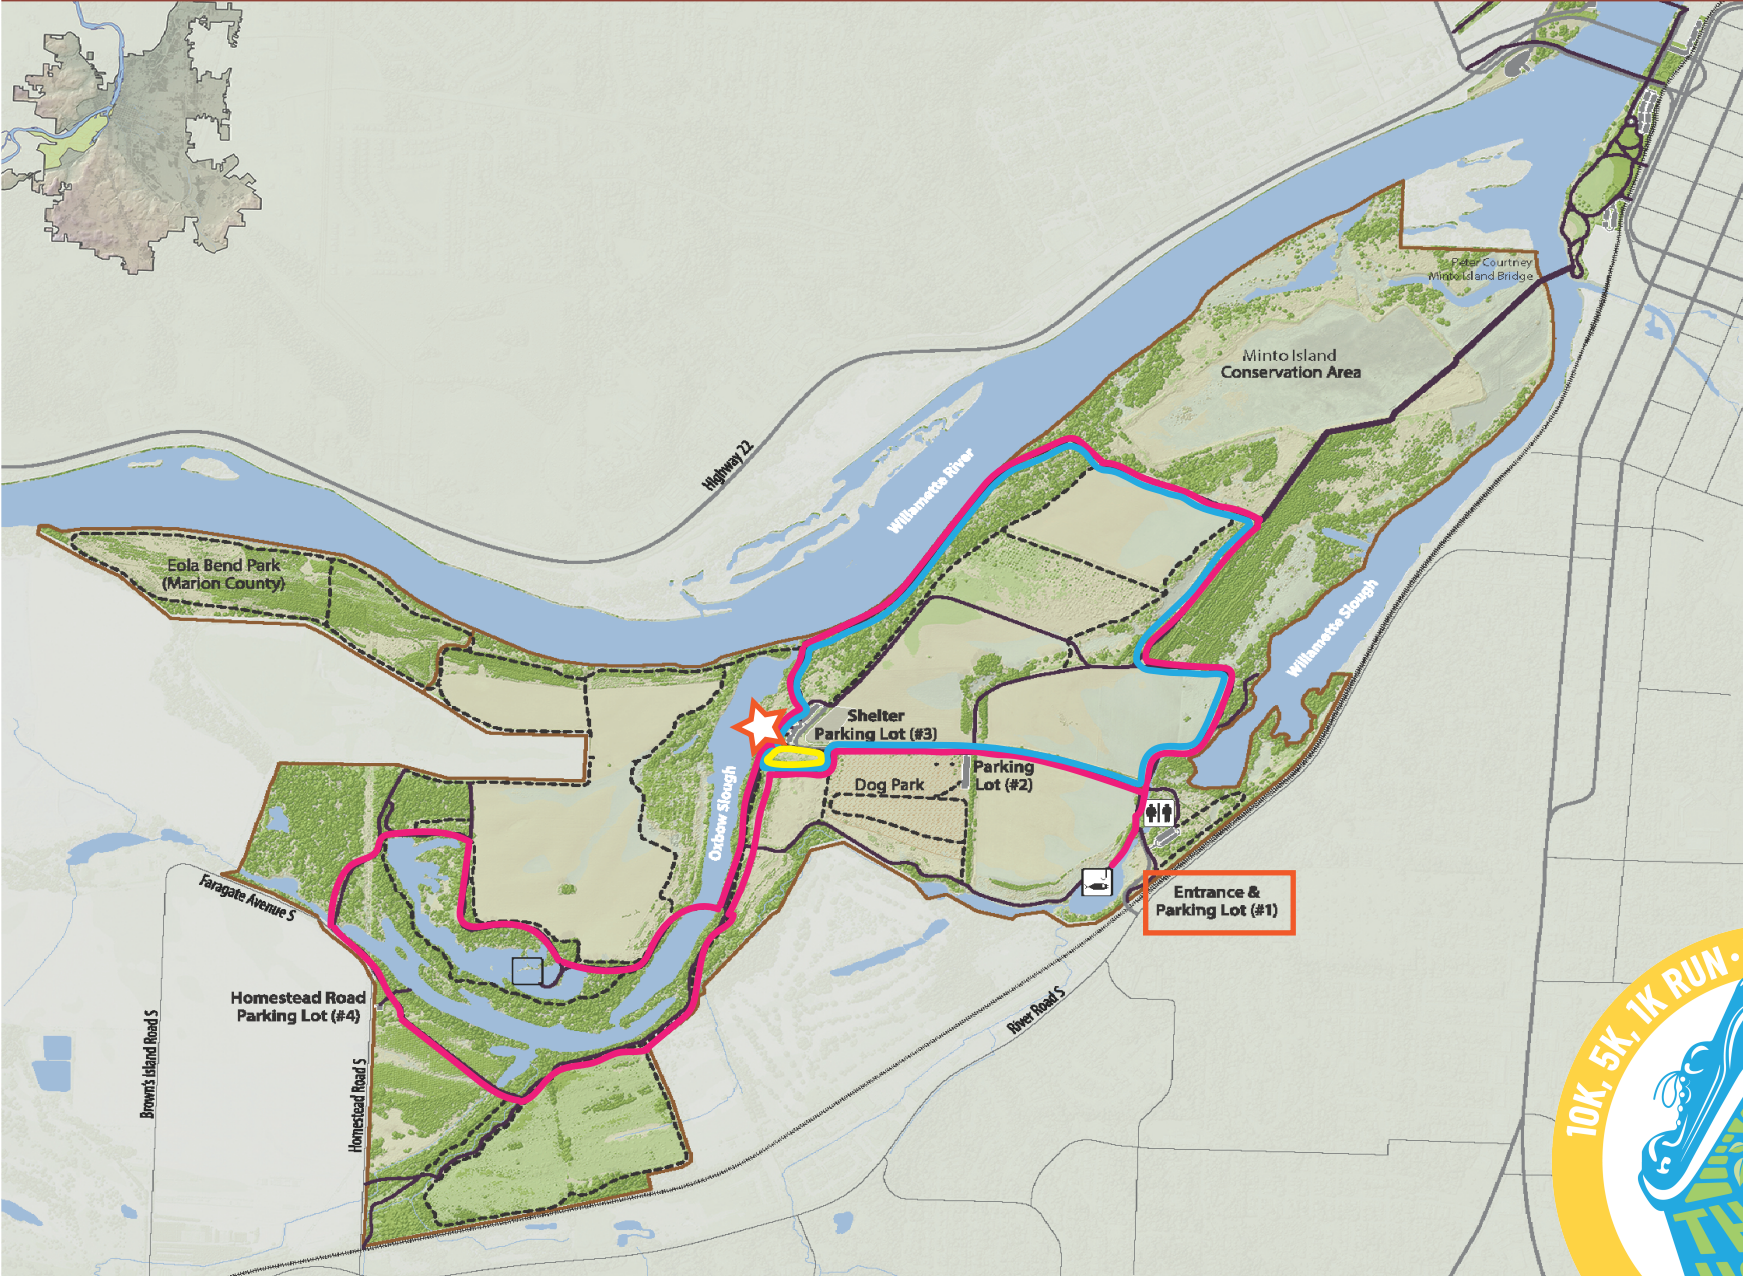 Peter Courtney
Minto Island Bridge
Minto Island
Conservation Area
Highway 22
Willamette River
Eola Bend Park
(Marion County)
Willamette Slough
Shelter
Parking Lot (#3)
Parking
Lot (#2)
Dog Park
Oxbow Slough
Entrance &
Parking Lot (#1)
Faragate Avenue S
Homestead Road
Parking Lot (#4)
River Road S
Brown's Island Road S
Homestead Road S
10K, 5K, 1K RUN •